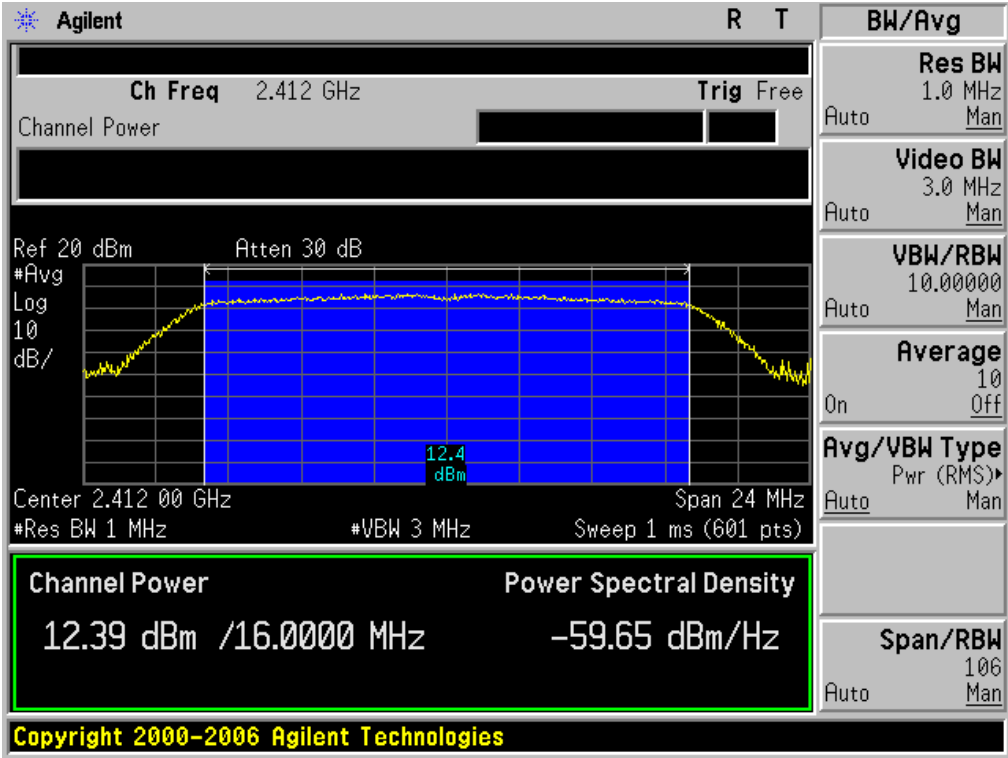 Agilent R T
BW/Avg
Ch Freq 2.412 GHz Trig Free
Channel Power
Res BW
1.0 MHz
Auto Man
Video BW
3.0 MHz
Auto Man
VBW/RBW
10.00000
Auto Man
Average
10
On Off
Avg/VBW Type
Pwr (RMS)▸
Auto Man
Span/RBW
106
Auto Man
Ref 20 dBm Atten 30 dB
#Avg
Log
10
dB/
12.4
dBm
Center 2.412 00 GHz Span 24 MHz
#Res BW 1 MHz #VBW 3 MHz Sweep 1 ms (601 pts)
Channel Power Power Spectral Density
12.39 dBm /16.0000 MHz -59.65 dBm/Hz
Copyright 2000-2006 Agilent Technologies